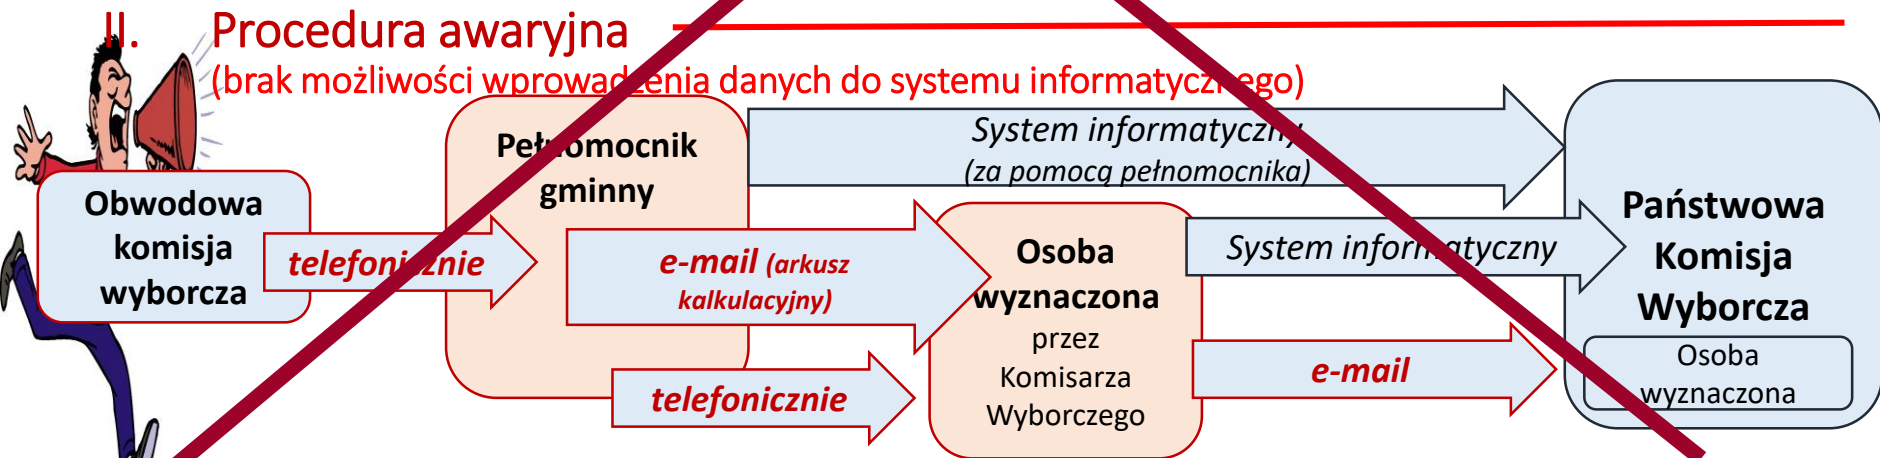 II. Procedura awaryjna
(brak możliwości wprowadzenia danych do systemu informatycznego)
Obwodowa
komisja
wyborcza
telefonicznie
Pełnomocnik
gminny
System informatyczny
(za pomocą pełnomocnika)
e-mail (arkusz
kalkulacyjny)
telefonicznie
Osoba
wyznaczona
przez
Komisarza
Wyborczego
System informatyczny
e-mail
Państwowa
Komisja
Wyborcza
Osoba
wyznaczona